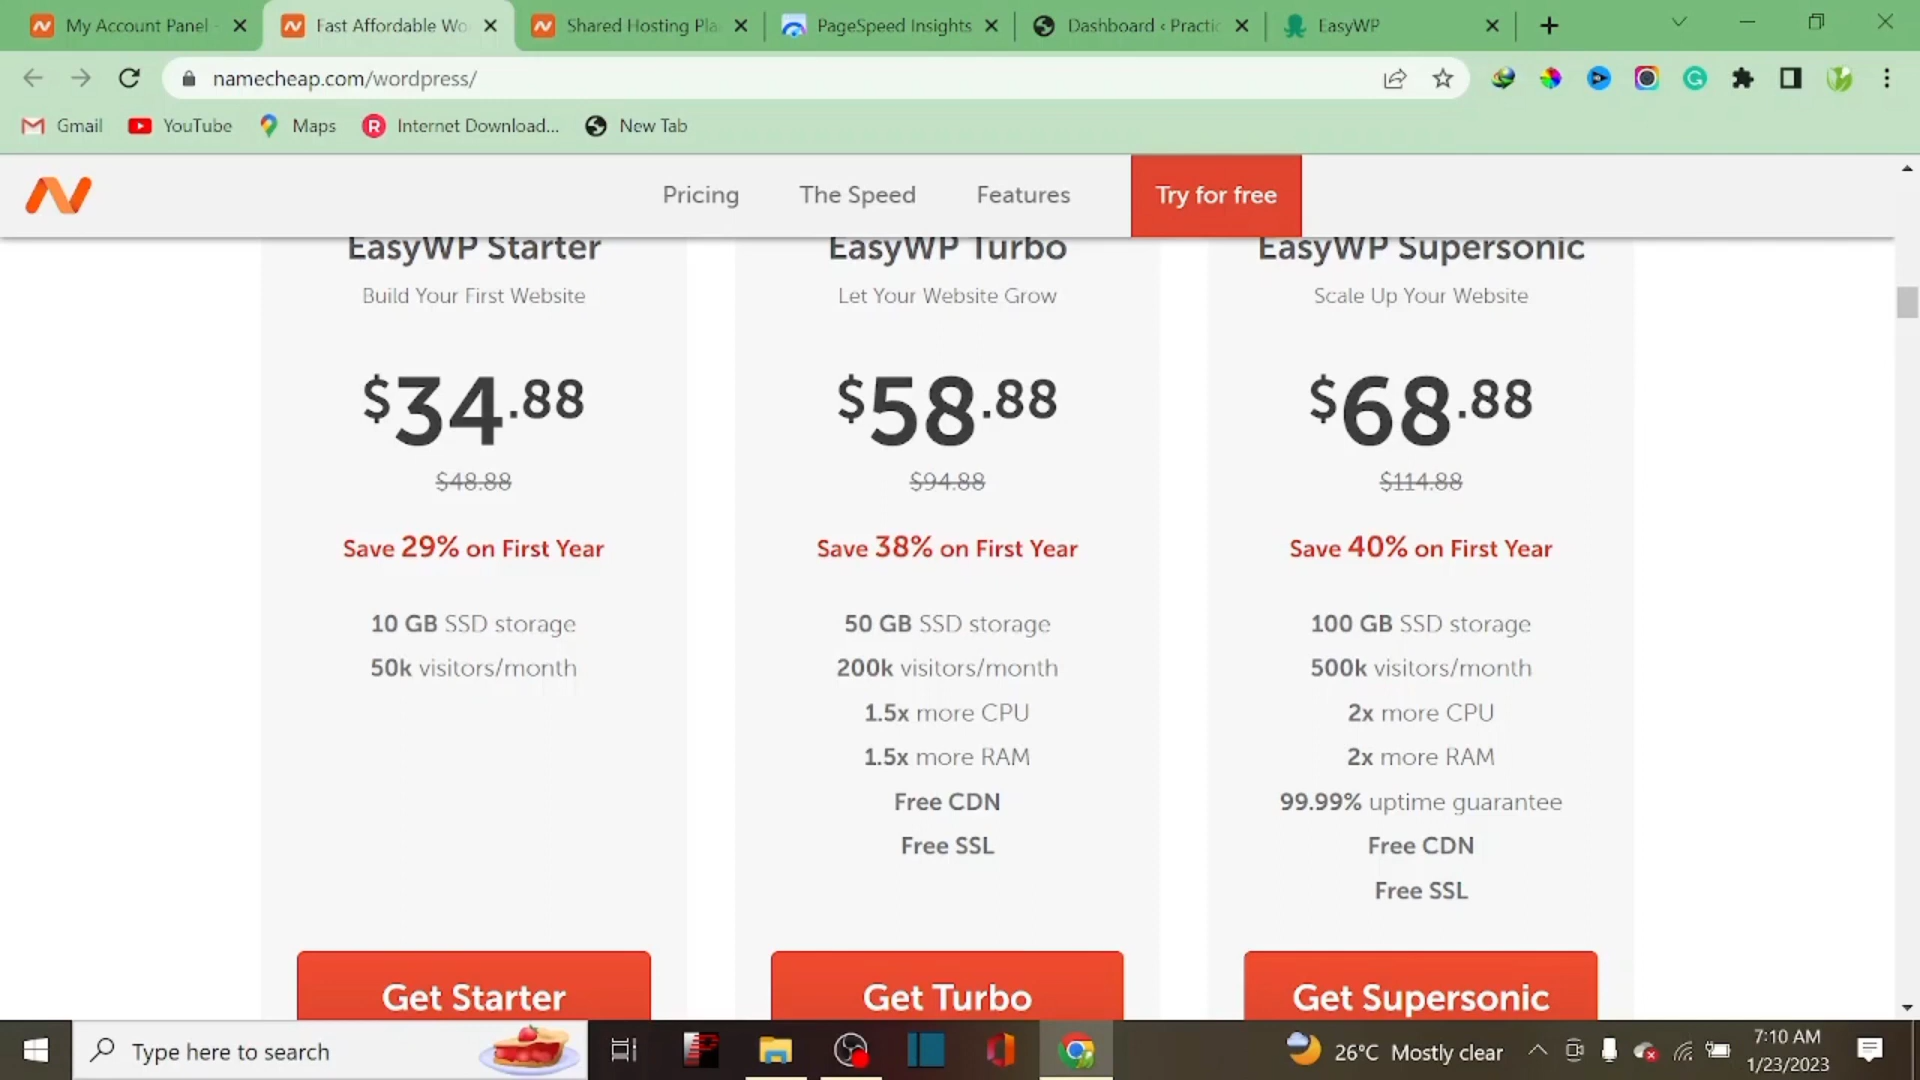 My Account Panel -
Fast Affordable Wo
Shared Hosting Pla
PageSpeed Insights
Dashboard ‹ Practic
EasyWP
namecheap.com/wordpress/
Gmail
YouTube
Maps
Internet Download...
New Tab
Pricing
The Speed
Features
Try for free
EasyWP Starter
Build Your First Website
$34.88
$48.88
Save 29% on First Year
10 GB SSD storage
50k visitors/month
Get Starter
EasyWP Turbo
Let Your Website Grow
$58.88
$94.88
Save 38% on First Year
50 GB SSD storage
200k visitors/month
1.5x more CPU
1.5x more RAM
Free CDN
Free SSL
Get Turbo
EasyWP Supersonic
Scale Up Your Website
$68.88
$114.88
Save 40% on First Year
100 GB SSD storage
500k visitors/month
2x more CPU
2x more RAM
99.99% uptime guarantee
Free CDN
Free SSL
Get Supersonic
Type here to search
26°C Mostly clear
7:10 AM
1/23/2023